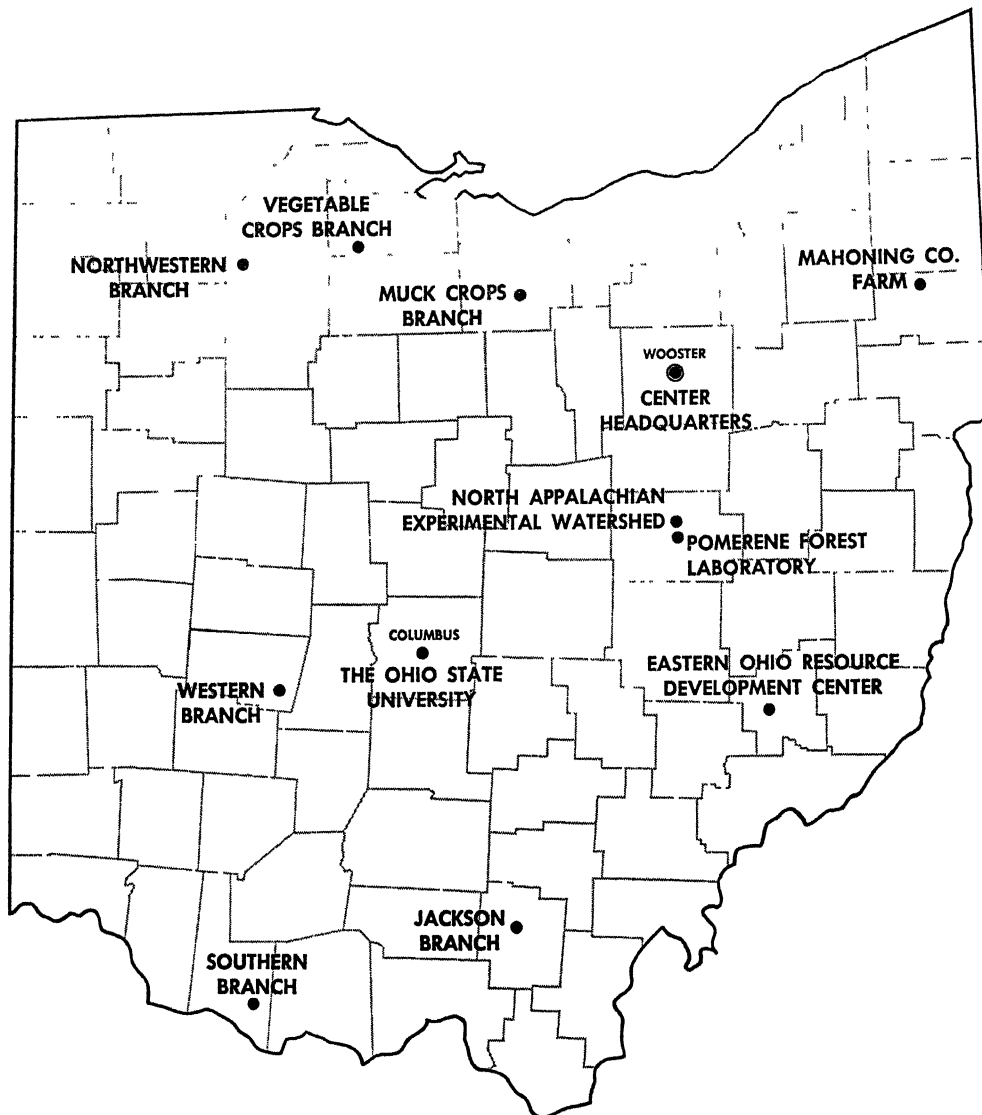 VEGETABLE
CROPS BRANCH
NORTHWESTERN
BRANCH
MAHONING CO.
FARM
MUCK CROPS
BRANCH
WOOSTER
CENTER
HEADQUARTERS
NORTH APPALACHIAN
EXPERIMENTAL WATERSHED
POMERENE FOREST
LABORATORY
COLUMBUS
THE OHIO STATE
UNIVERSITY
EASTERN OHIO RESOURCE
DEVELOPMENT CENTER
WESTERN
BRANCH
JACKSON
BRANCH
SOUTHERN
BRANCH